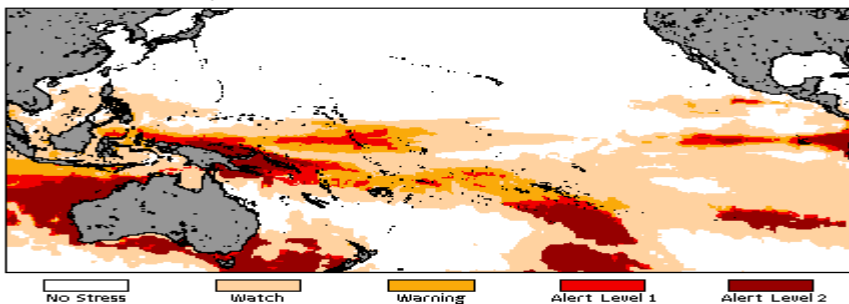 No Stress
Watch
Warning
Alert Level 1
Alert Level 2